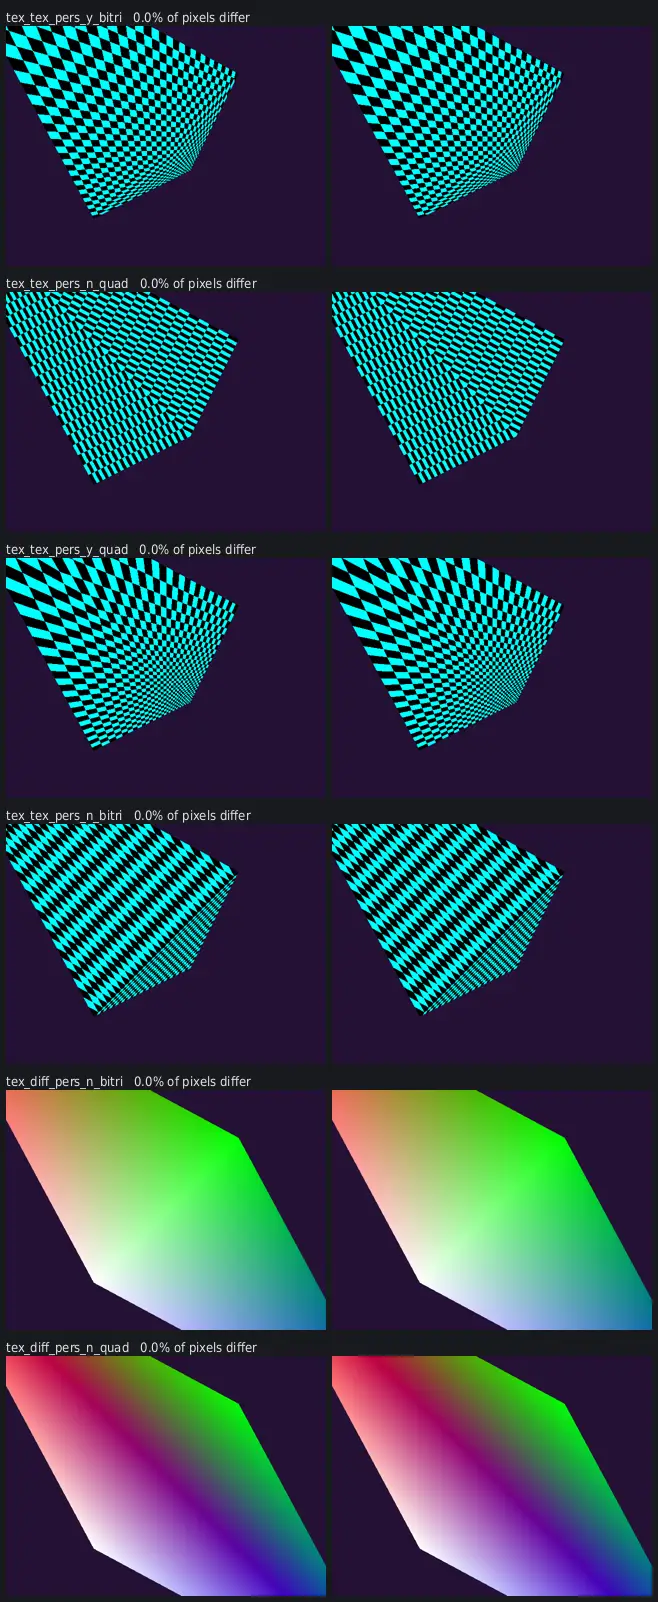 tex_tex_pers_y_bitri 0.0% of pixels differ
tex_tex_pers_n_quad 0.0% of pixels differ
tex_tex_pers_y_quad 0.0% of pixels differ
tex_tex_pers_n_bitri 0.0% of pixels differ
tex_diff_pers_n_bitri 0.0% of pixels differ
tex_diff_pers_n_quad 0.0% of pixels differ